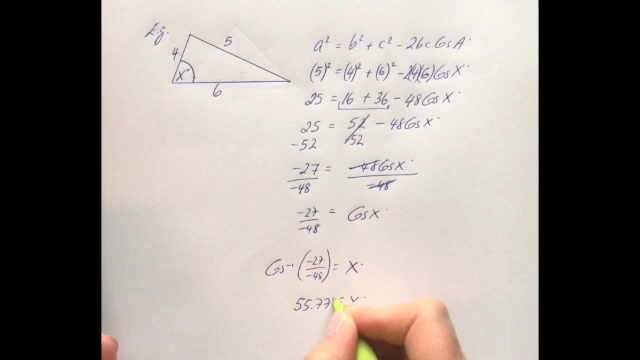 E.g.
4
5
x°
6
a² = b² + c² - 2bc Cos A
(5)² = (4)² + (6)² - 2(4)(6) Cos X
25 = 16 + 36 - 48 Cos X
25 = 52 - 48 Cos X
-52 52
-27 = -48 Cos X
-48 -48
-27/-48 = Cos X
Cos⁻¹ (-27/-48) = X
55.77 = X